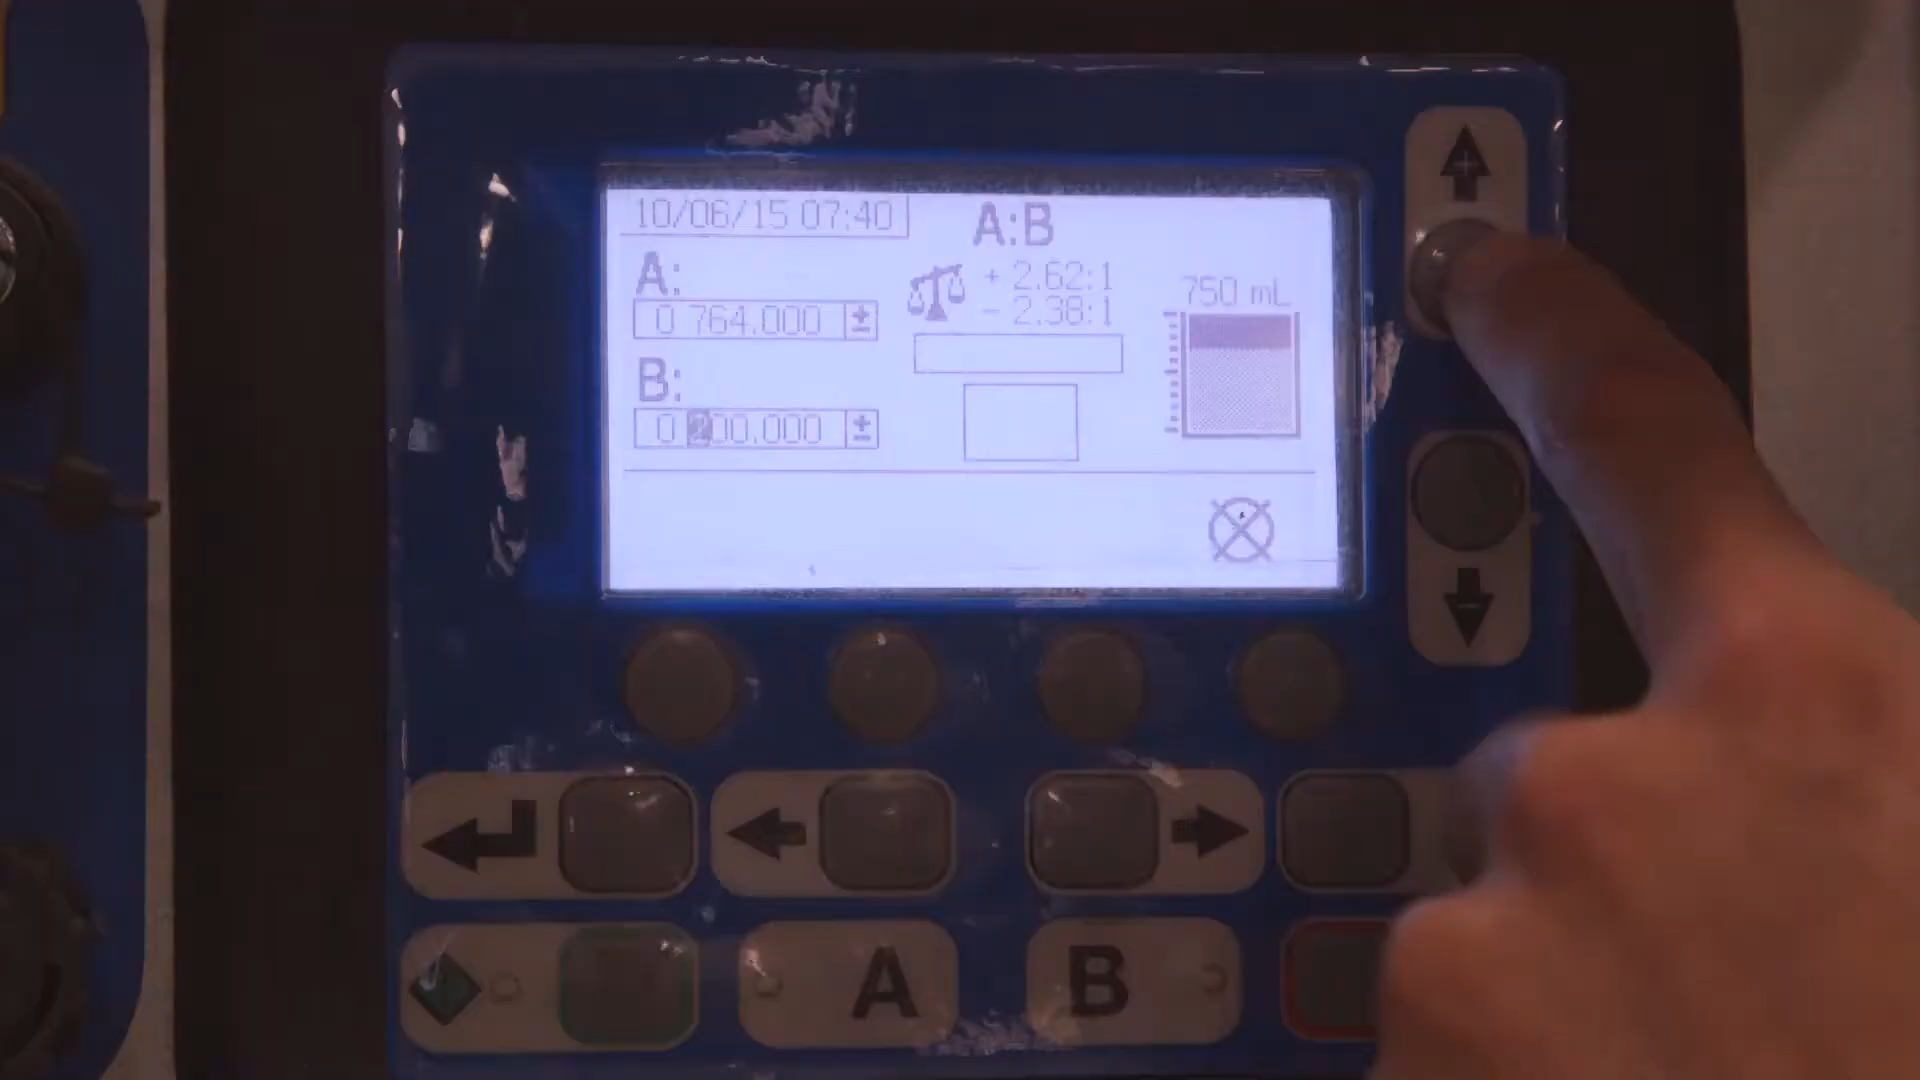 10/06/15 07:40
A:B
A:
+ 2.62:1
- 2.38:1
750 mL
0 764.000 ±
B:
0 200.000 ±
A
B